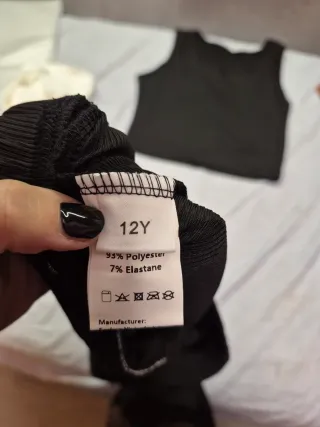 12Y
93% Polyester
7% Elastane
Manufacturer: